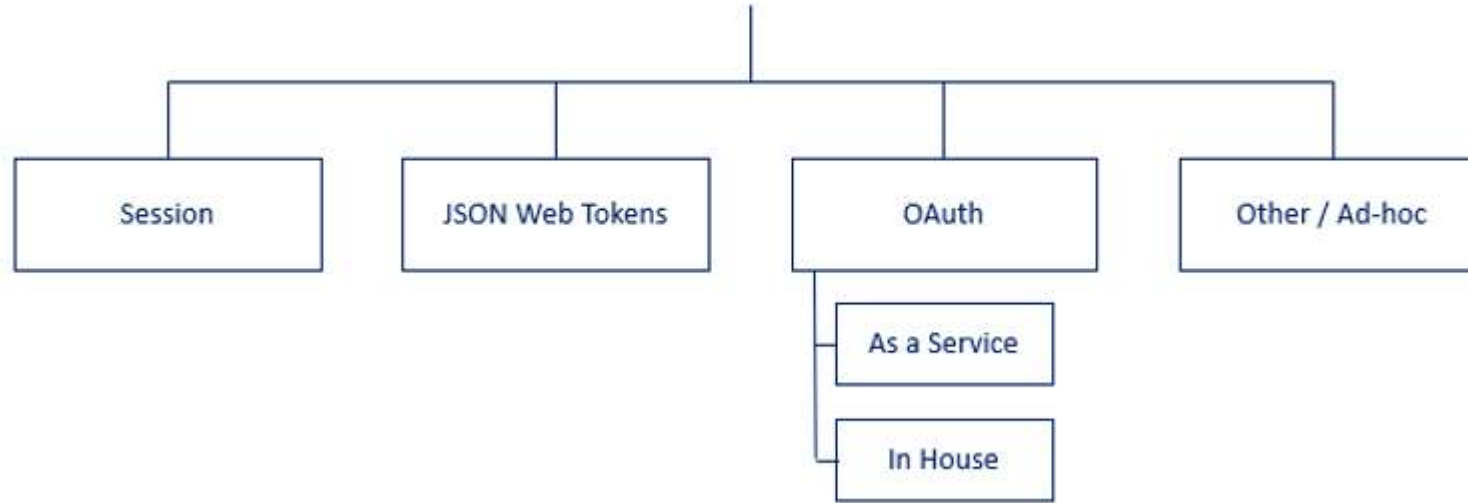 Session
JSON Web Tokens
OAuth
Other / Ad-hoc
As a Service
In House